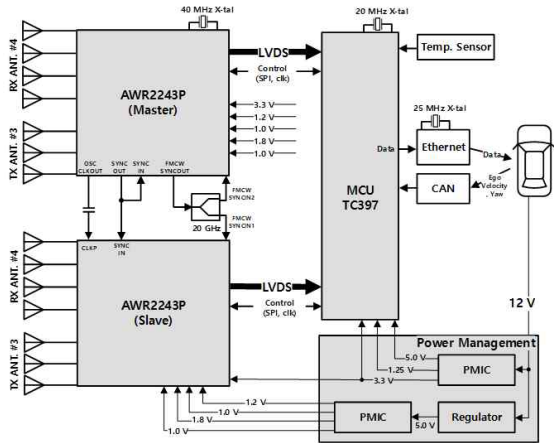 40 MHz X-tal
20 MHz X-tal
RX ANT. #4
TX ANT. #3
AWR2243P
(Master)
LVDS
Control
(SPI, clk)
3.3 V
1.2 V
1.0 V
1.8 V
1.0 V
OSC
CLKOUT
SYNC
OUT
SYNC
IN
FMCW
SYNCOUT
FMCW
SYNCIN2
FMCW
SYNCIN1
20 GHz
Temp. Sensor
25 MHz X-tal
Data
Ethernet
Data
CAN
Ego
Velocity
, Yaw
MCU
TC397
CLKP
SYNC
IN
RX ANT. #4
TX ANT. #3
AWR2243P
(Slave)
LVDS
Control
(SPI, clk)
12 V
Power Management
5.0 V
1.25 V
3.3 V
PMIC
1.2 V
1.0 V
1.8 V
1.0 V
PMIC
5.0 V
Regulator